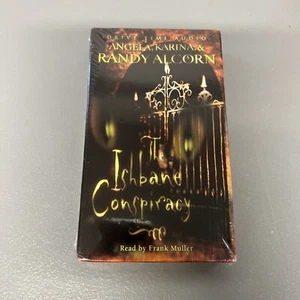 DRIVE TIME AUDIO
ANGELA, KARINA, &
RANDY ALCORN
The
Ishbane
Conspiracy
Read by Frank Muller